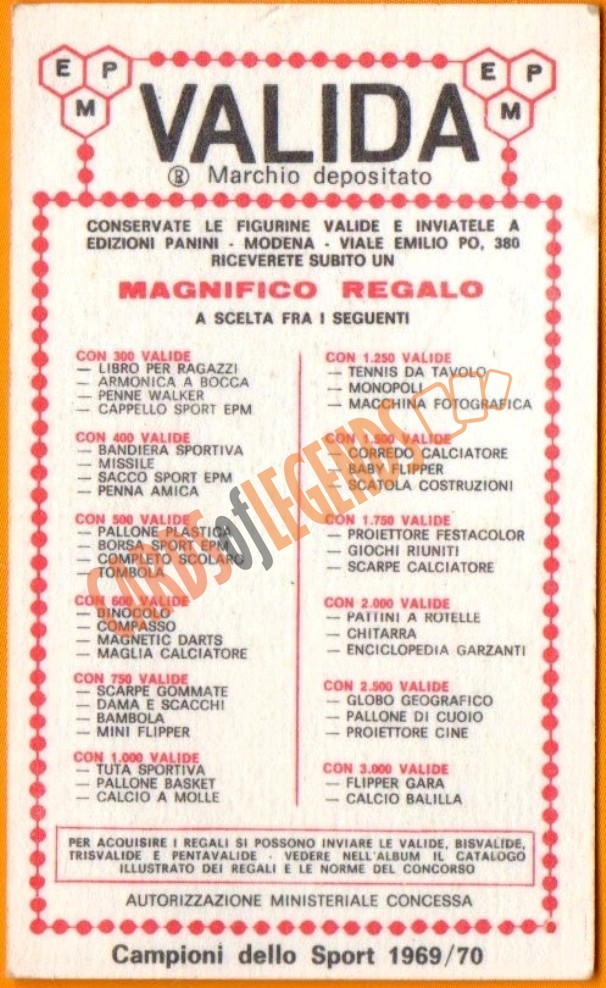 E P M
E P M
VALIDA
® Marchio depositato
CONSERVATE LE FIGURINE VALIDE E INVIATELE A
EDIZIONI PANINI - MODENA - VIALE EMILIO PO, 380
RICEVERETE SUBITO UN
MAGNIFICO REGALO
A SCELTA FRA I SEGUENTI
CON 300 VALIDE
— LIBRO PER RAGAZZI
— ARMONICA A BOCCA
— PENNE WALKER
— CAPPELLO SPORT EPM
CON 400 VALIDE
— BANDIERA SPORTIVA
— MISSILE
— SACCO SPORT EPM
— PENNA AMICA
CON 500 VALIDE
— PALLONE PLASTICA
— BORSA SPORT EPM
— COMPLETO SCOLARO
— TOMBOLA
CON 600 VALIDE
— BINOCOLO
— COMPASSO
— MAGNETIC DARTS
— MAGLIA CALCIATORE
CON 750 VALIDE
— SCARPE GOMMATE
— DAMA E SCACCHI
— BAMBOLA
— MINI FLIPPER
CON 1.000 VALIDE
— TUTA SPORTIVA
— PALLONE BASKET
— CALCIO A MOLLE
CON 1.250 VALIDE
— TENNIS DA TAVOLO
— MONOPOLI
— MACCHINA FOTOGRAFICA
CON 1.500 VALIDE
— CORREDO CALCIATORE
— BABY FLIPPER
— SCATOLA COSTRUZIONI
CON 1.750 VALIDE
— PROIETTORE FESTACOLOR
— GIOCHI RIUNITI
— SCARPE CALCIATORE
CON 2.000 VALIDE
— PATTINI A ROTELLE
— CHITARRA
— ENCICLOPEDIA GARZANTI
CON 2.500 VALIDE
— GLOBO GEOGRAFICO
— PALLONE DI CUOIO
— PROIETTORE CINE
CON 3.000 VALIDE
— FLIPPER GARA
— CALCIO BALILLA
PER ACQUISIRE I REGALI SI POSSONO INVIARE LE VALIDE, BISVALIDE,
TRISVALIDE E PENTAVALIDE - VEDERE NELL'ALBUM IL CATALOGO
ILLUSTRATO DEI REGALI E LE NORME DEL CONCORSO
AUTORIZZAZIONE MINISTERIALE CONCESSA
Campioni dello Sport 1969/70
CARDS of LEGENDS